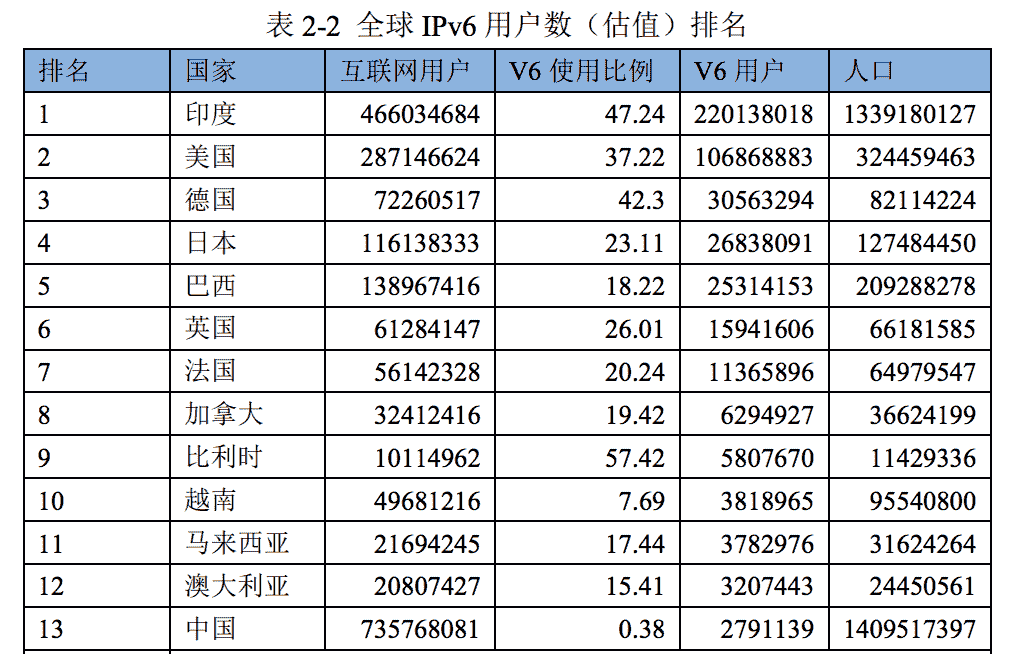 表 2-2 全球 IPv6 用户数（估值）排名
排名 国家 互联网用户 V6 使用比例 V6 用户 人口
1 印度 466034684 47.24 220138018 1339180127
2 美国 287146624 37.22 106868883 324459463
3 德国 72260517 42.3 30563294 82114224
4 日本 116138333 23.11 26838091 127484450
5 巴西 138967416 18.22 25314153 209288278
6 英国 61284147 26.01 15941606 66181585
7 法国 56142328 20.24 11365896 64979547
8 加拿大 32412416 19.42 6294927 36624199
9 比利时 10114962 57.42 5807670 11429336
10 越南 49681216 7.69 3818965 95540800
11 马来西亚 21694245 17.44 3782976 31624264
12 澳大利亚 20807427 15.41 3207443 24450561
13 中国 735768081 0.38 2791139 1409517397